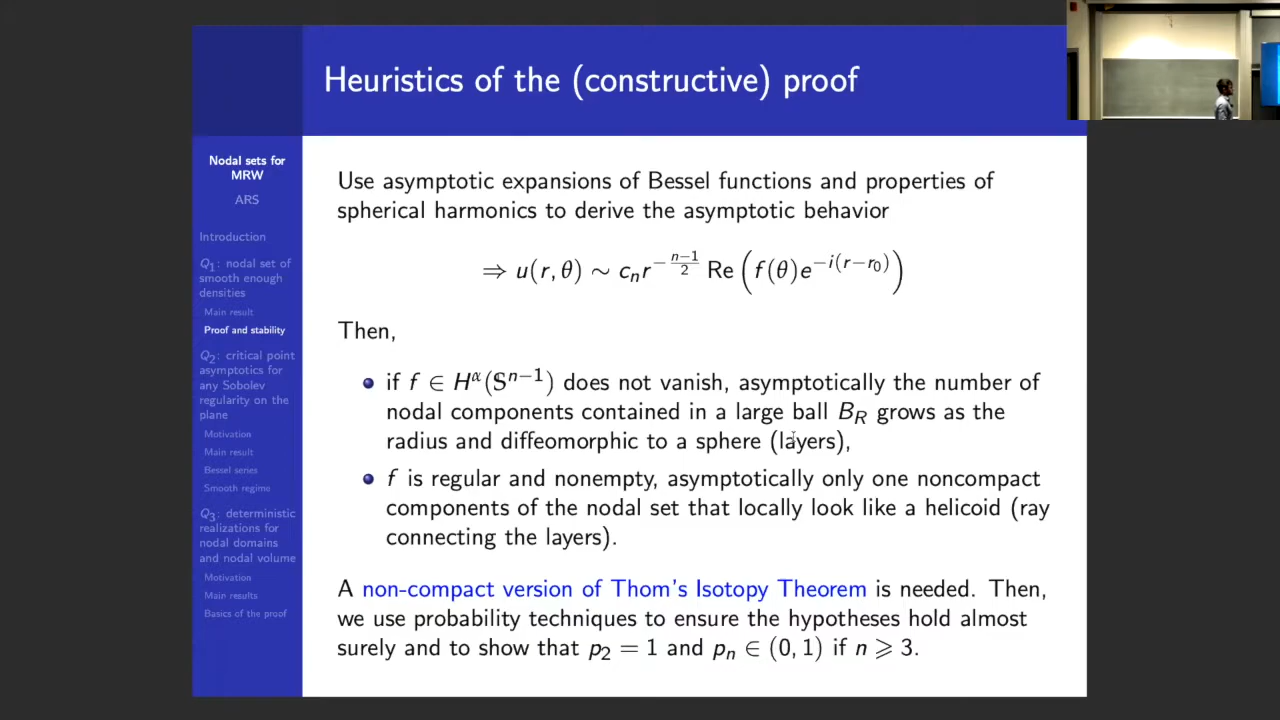 Heuristics of the (constructive) proof
Nodal sets for
MRW
ARS
Introduction
Q₁: nodal set of
smooth enough
densities
Main result
Proof and stability
Q₂: critical point
asymptotics for
any Sobolev
regularity on the
plane
Motivation
Main result
Bessel series
Smooth regime
Q₃: deterministic
realizations for
nodal domains
and nodal volume
Motivation
Main results
Basics of the proof
Use asymptotic expansions of Bessel functions and properties of
spherical harmonics to derive the asymptotic behavior
⇒ u(r, θ) ∼ cₙr^{−\frac{n−1}{2}} Re (f(θ)e^{−i(r−r₀)})
Then,
if f ∈ H^α(𝕊^{n−1}) does not vanish, asymptotically the number of
nodal components contained in a large ball B_R grows as the
radius and diffeomorphic to a sphere (layers),
f is regular and nonempty, asymptotically only one noncompact
components of the nodal set that locally look like a helicoid (ray
connecting the layers).
A non-compact version of Thom's Isotopy Theorem is needed. Then,
we use probability techniques to ensure the hypotheses hold almost
surely and to show that p₂ = 1 and pₙ ∈ (0, 1) if n ⩾ 3.